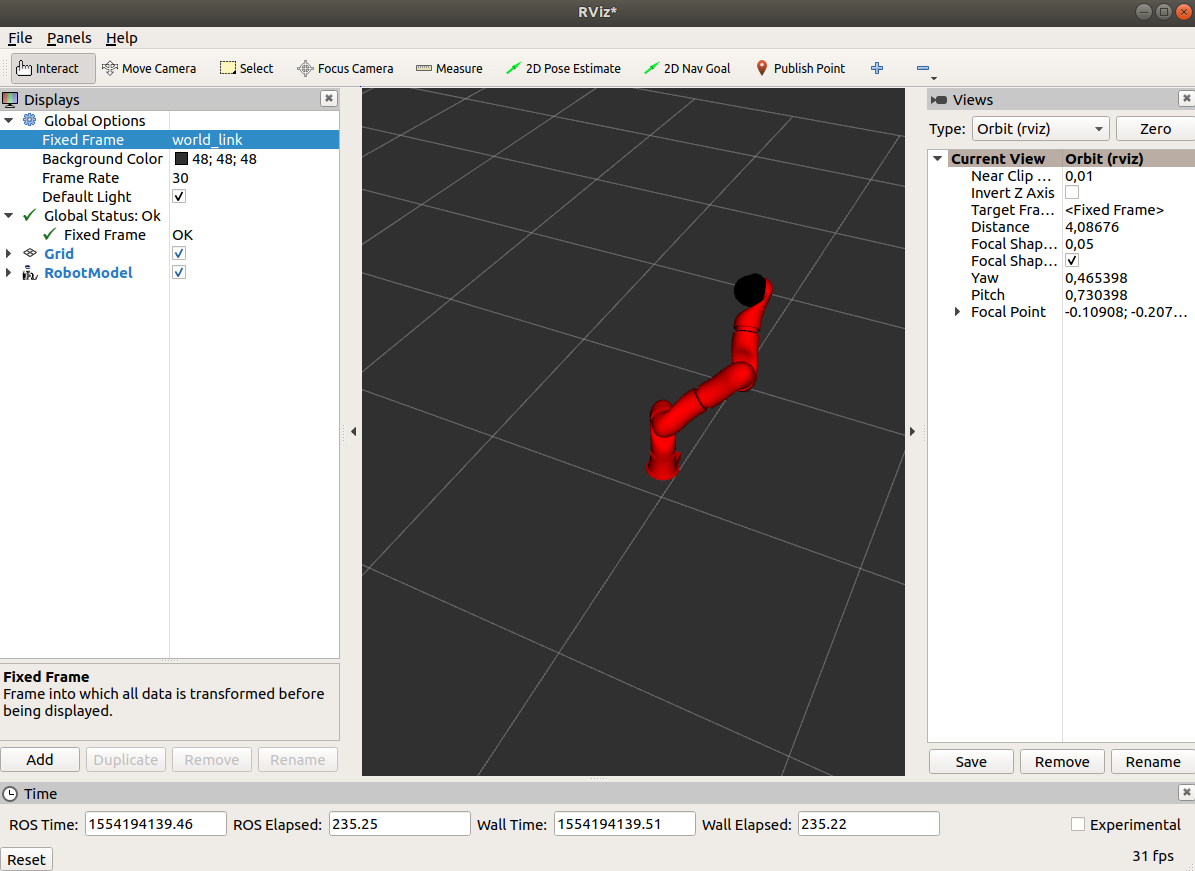 RViz*
File Panels Help
Interact Move Camera Select Focus Camera Measure 2D Pose Estimate 2D Nav Goal Publish Point
Displays
Global Options
Fixed Frame world_link
Background Color 48; 48; 48
Frame Rate 30
Default Light
Global Status: Ok
Fixed Frame OK
Grid
RobotModel
Fixed Frame
Frame into which all data is transformed before
being displayed.
Add Duplicate Remove Rename
Views
Type: Orbit (rviz) Zero
Current View Orbit (rviz)
Near Clip ... 0,01
Invert Z Axis
Target Fra... <Fixed Frame>
Distance 4,08676
Focal Shap... 0,05
Focal Shap...
Yaw 0,465398
Pitch 0,730398
Focal Point -0.10908; -0.207...
Save Remove Rename
Time
ROS Time: 1554194139.46 ROS Elapsed: 235.25 Wall Time: 1554194139.51 Wall Elapsed: 235.22 Experimental
Reset 31 fps